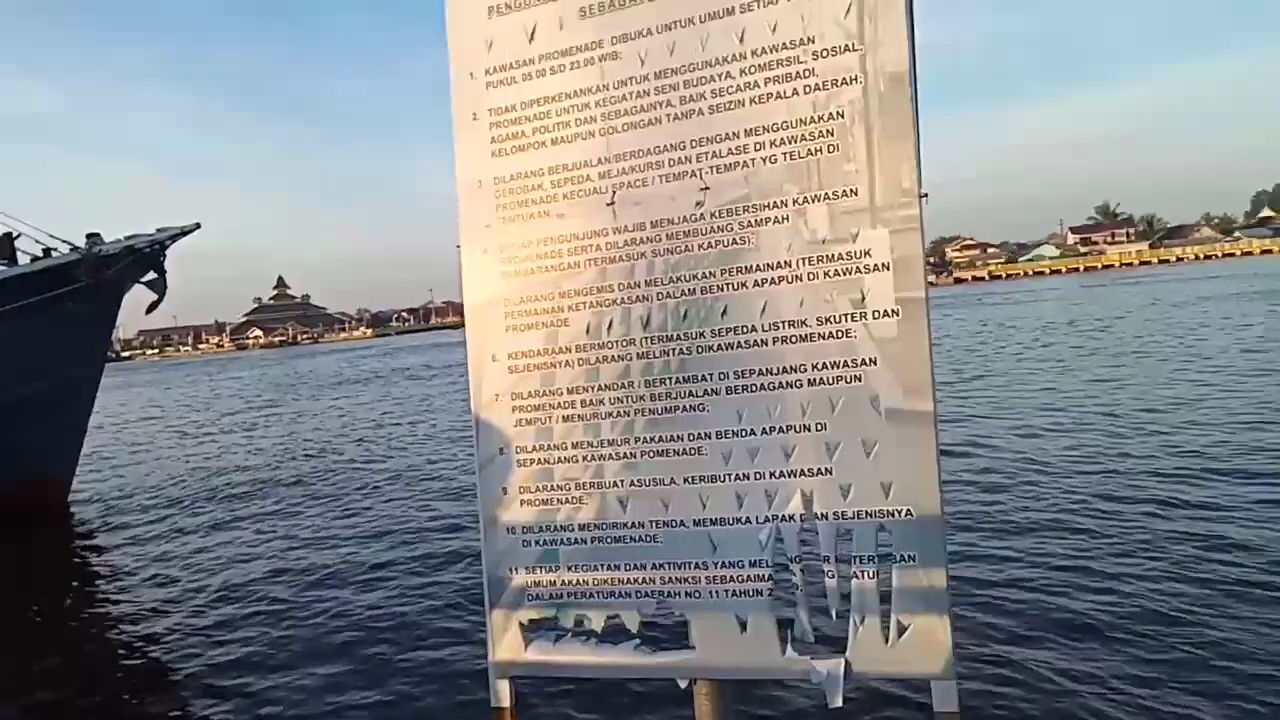 SEBAGAI
1. KAWASAN PROMENADE DIBUKA UNTUK UMUM SETIAP
PUKUL 05.00 S/D 23.00 WIB;
2. TIDAK DIPERKENANKAN UNTUK MENGGUNAKAN KAWASAN
PROMENADE UNTUK KEGIATAN SENI BUDAYA, KOMERSIL, SOSIAL,
AGAMA, POLITIK DAN SEBAGAINYA, BAIK SECARA PRIBADI,
KELOMPOK MAUPUN GOLONGAN TANPA SEIZIN KEPALA DAERAH;
3. DILARANG BERJUALAN/BERDAGANG DENGAN MENGGUNAKAN
GEROBAK, SEPEDA, MEJA/KURSI DAN ETALASE DI KAWASAN
PROMENADE KECUALI SPACE / TEMPAT-TEMPAT YG TELAH DI
TENTUKAN.
4. SETIAP PENGUNJUNG WAJIB MENJAGA KEBERSIHAN KAWASAN
PROMENADE SERTA DILARANG MEMBUANG SAMPAH
SEMBARANGAN (TERMASUK SUNGAI KAPUAS);
DILARANG MENGEMIS DAN MELAKUKAN PERMAINAN (TERMASUK
PERMAINAN KETANGKASAN) DALAM BENTUK APAPUN DI KAWASAN
PROMENADE
6. KENDARAAN BERMOTOR (TERMASUK SEPEDA LISTRIK, SKUTER DAN
SEJENISNYA) DILARANG MELINTAS DIKAWASAN PROMENADE;
7. DILARANG MENYANDAR / BERTAMBAT DI SEPANJANG KAWASAN
PROMENADE BAIK UNTUK BERJUALAN/ BERDAGANG MAUPUN
JEMPUT / MENURUKAN PENUMPANG;
8. DILARANG MENJEMUR PAKAIAN DAN BENDA APAPUN DI
SEPANJANG KAWASAN POMENADE;
9. DILARANG BERBUAT ASUSILA, KERIBUTAN DI KAWASAN
PROMENADE;
10. DILARANG MENDIRIKAN TENDA, MEMBUKA LAPAK DAN SEJENISNYA
DI KAWASAN PROMENADE;
11. SETIAP KEGIATAN DAN AKTIVITAS YANG
UMUM AKAN DIKENAKAN SANKSI
DALAM PERATURAN DAERAH NO. 11 TAHUN